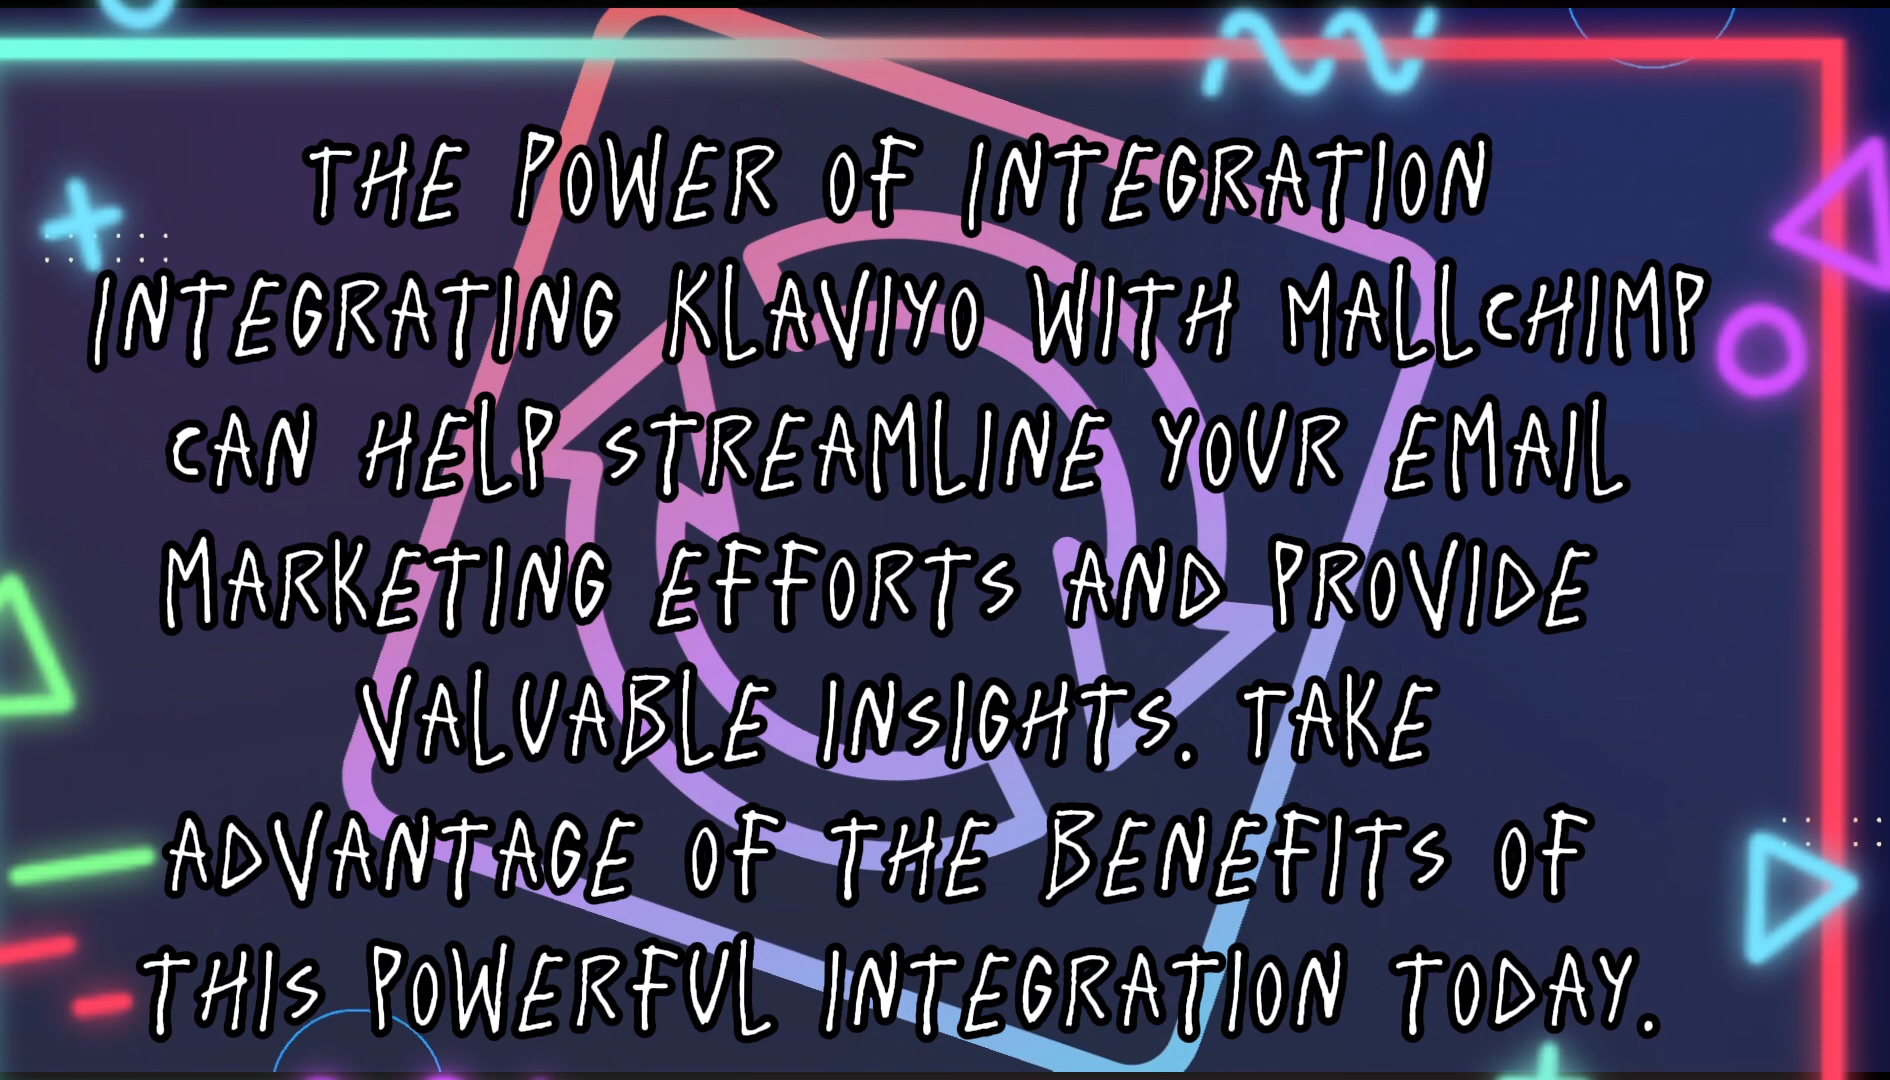 THE POWER OF INTEGRATION
INTEGRATING KLAVIYO WITH MALLCHIMP
CAN HELP STREAMLINE YOUR EMAIL
MARKETING EFFORTS AND PROVIDE
VALUABLE INSIGHTS. TAKE
ADVANTAGE OF THE BENEFITS OF
THIS POWERFUL INTEGRATION TODAY.